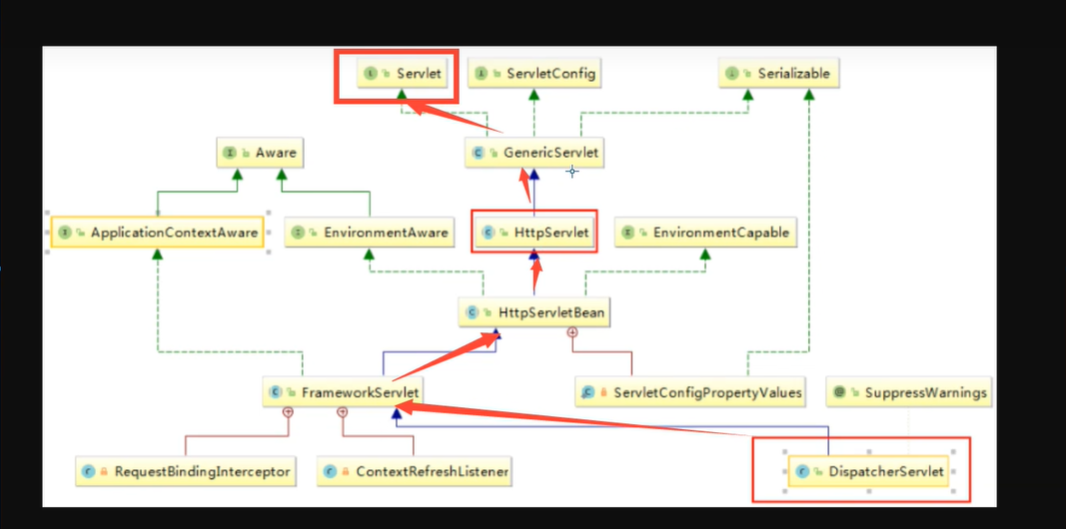 Servlet
ServletConfig
Serializable
Aware
GenericServlet
ApplicationContextAware
EnvironmentAware
HttpServlet
EnvironmentCapable
HttpServletBean
FrameworkServlet
ServletConfigPropertyValues
SuppressWarnings
RequestBindingInterceptor
ContextRefreshListener
DispatcherServlet